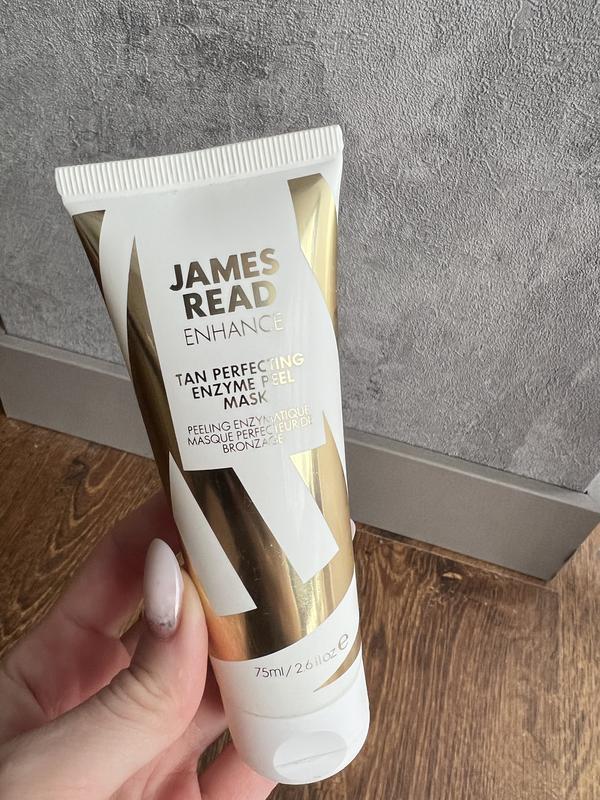 JAMES
READ
ENHANCE
TAN PERFECTING
ENZYME PEEL
MASK
PEELING ENZYMATIQUE
MASQUE PERFECTEUR DE
BRONZAGE
75ml/2.6 fl oz e